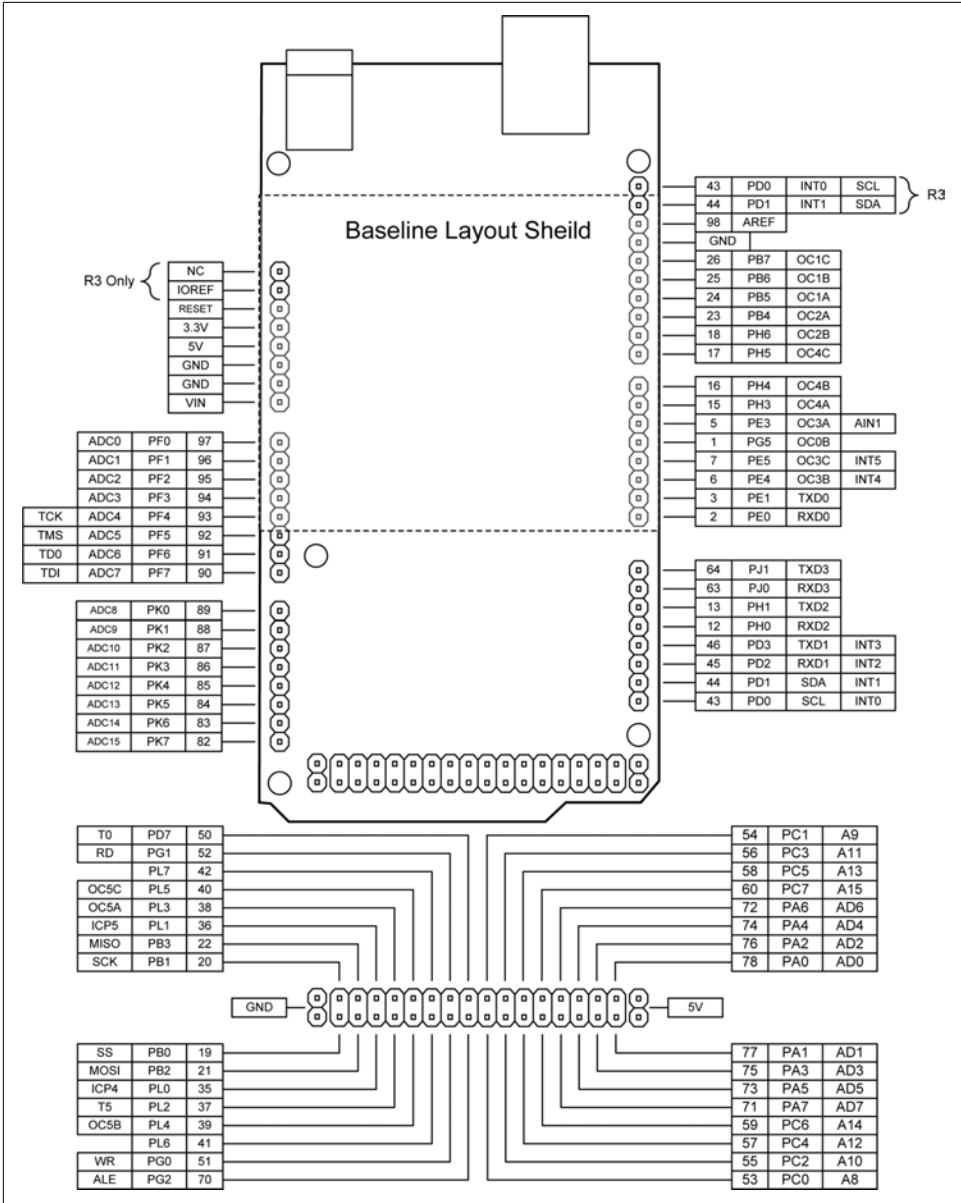 43 PD0 INT0 SCL
44 PD1 INT1 SDA
R3
98 AREF
GND
26 PB7 OC1C
25 PB6 OC1B
24 PB5 OC1A
23 PB4 OC2A
18 PH6 OC2B
17 PH5 OC4C
Baseline Layout Sheild
R3 Only
NC
IOREF
RESET
3.3V
5V
GND
GND
VIN
16 PH4 OC4B
15 PH3 OC4A
5 PE3 OC3A AIN1
1 PG5 OC0B
7 PE5 OC3C INT5
6 PE4 OC3B INT4
3 PE1 TXD0
2 PE0 RXD0
ADC0 PF0 97
ADC1 PF1 96
ADC2 PF2 95
ADC3 PF3 94
TCK ADC4 PF4 93
TMS ADC5 PF5 92
TD0 ADC6 PF6 91
TDI ADC7 PF7 90
64 PJ1 TXD3
63 PJ0 RXD3
13 PH1 TXD2
12 PH0 RXD2
46 PD3 TXD1 INT3
45 PD2 RXD1 INT2
44 PD1 SDA INT1
43 PD0 SCL INT0
ADC8 PK0 89
ADC9 PK1 88
ADC10 PK2 87
ADC11 PK3 86
ADC12 PK4 85
ADC13 PK5 84
ADC14 PK6 83
ADC15 PK7 82
T0 PD7 50
RD PG1 52
PL7 42
OC5C PL5 40
OC5A PL3 38
ICP5 PL1 36
MISO PB3 22
SCK PB1 20
54 PC1 A9
56 PC3 A11
58 PC5 A13
60 PC7 A15
72 PA6 AD6
74 PA4 AD4
76 PA2 AD2
78 PA0 AD0
GND
5V
SS PB0 19
MOSI PB2 21
ICP4 PL0 35
T5 PL2 37
OC5B PL4 39
PL6 41
WR PG0 51
ALE PG2 70
77 PA1 AD1
75 PA3 AD3
73 PA5 AD5
71 PA7 AD7
59 PC6 A14
57 PC4 A12
55 PC2 A10
53 PC0 A8